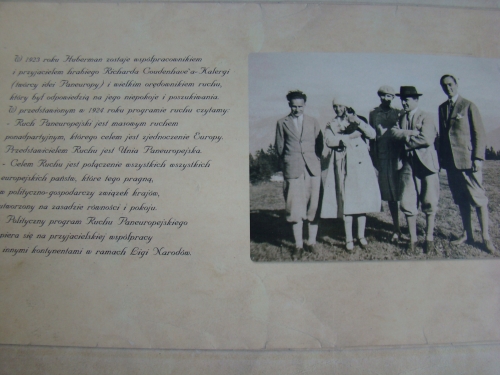 W 1923 roku Huberman zostaje współpracownikiem
i przyjacielem hrabiego Richarda Coudenhove'a-Kalergi
(twórcy idei Paneuropy) i wielkim orędownikiem ruchu,
który był odpowiedzią na jego niepokoje i poszukiwania.
W przedstawionym w 1924 roku programie ruchu czytamy:
- Ruch Paneuropejski jest masowym ruchem
ponadpartyjnym, którego celem jest zjednoczenie Europy.
Przedstawicielem Ruchu jest Unia Paneuropejska.
- Celem Ruchu jest połączenie wszystkich wszystkich
europejskich państw, które tego pragną,
w polityczno-gospodarczy związek krajów,
utworzony na zasadzie równości i pokoju.
Polityczny program Ruchu Paneuropejskiego
opiera się na przyjacielskiej współpracy
innymi kontynentami w ramach Ligi Narodów.